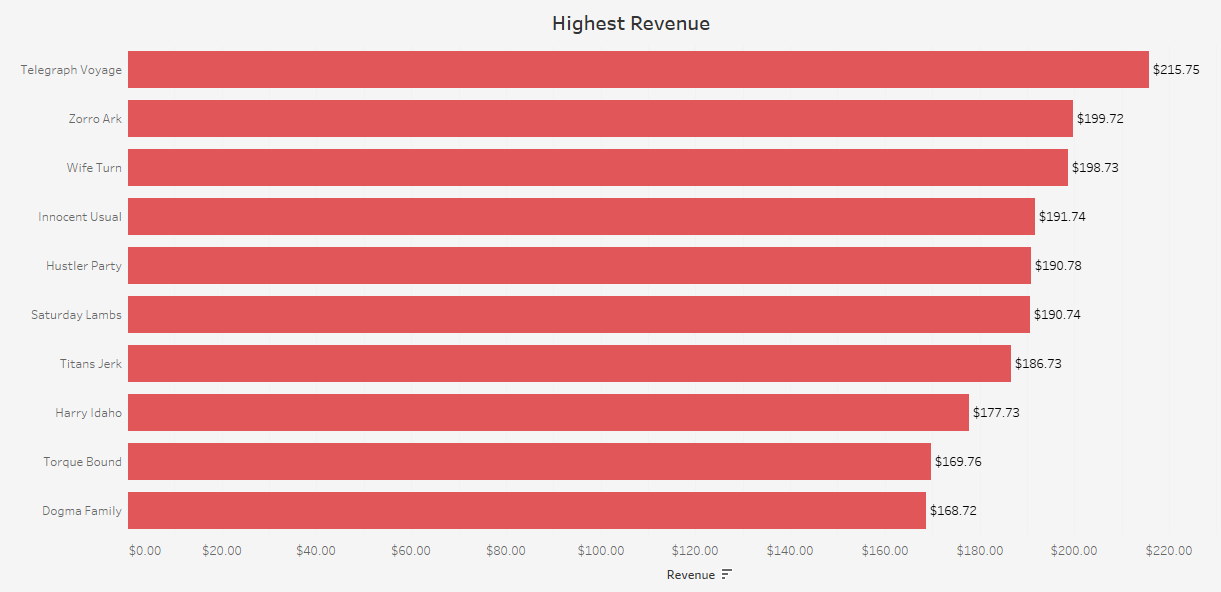 Highest Revenue
Telegraph Voyage $215.75
Zorro Ark $199.72
Wife Turn $198.73
Innocent Usual $191.74
Hustler Party $190.78
Saturday Lambs $190.74
Titans Jerk $186.73
Harry Idaho $177.73
Torque Bound $169.76
Dogma Family $168.72
$0.00 $20.00 $40.00 $60.00 $80.00 $100.00 $120.00 $140.00 $160.00 $180.00 $200.00 $220.00
Revenue